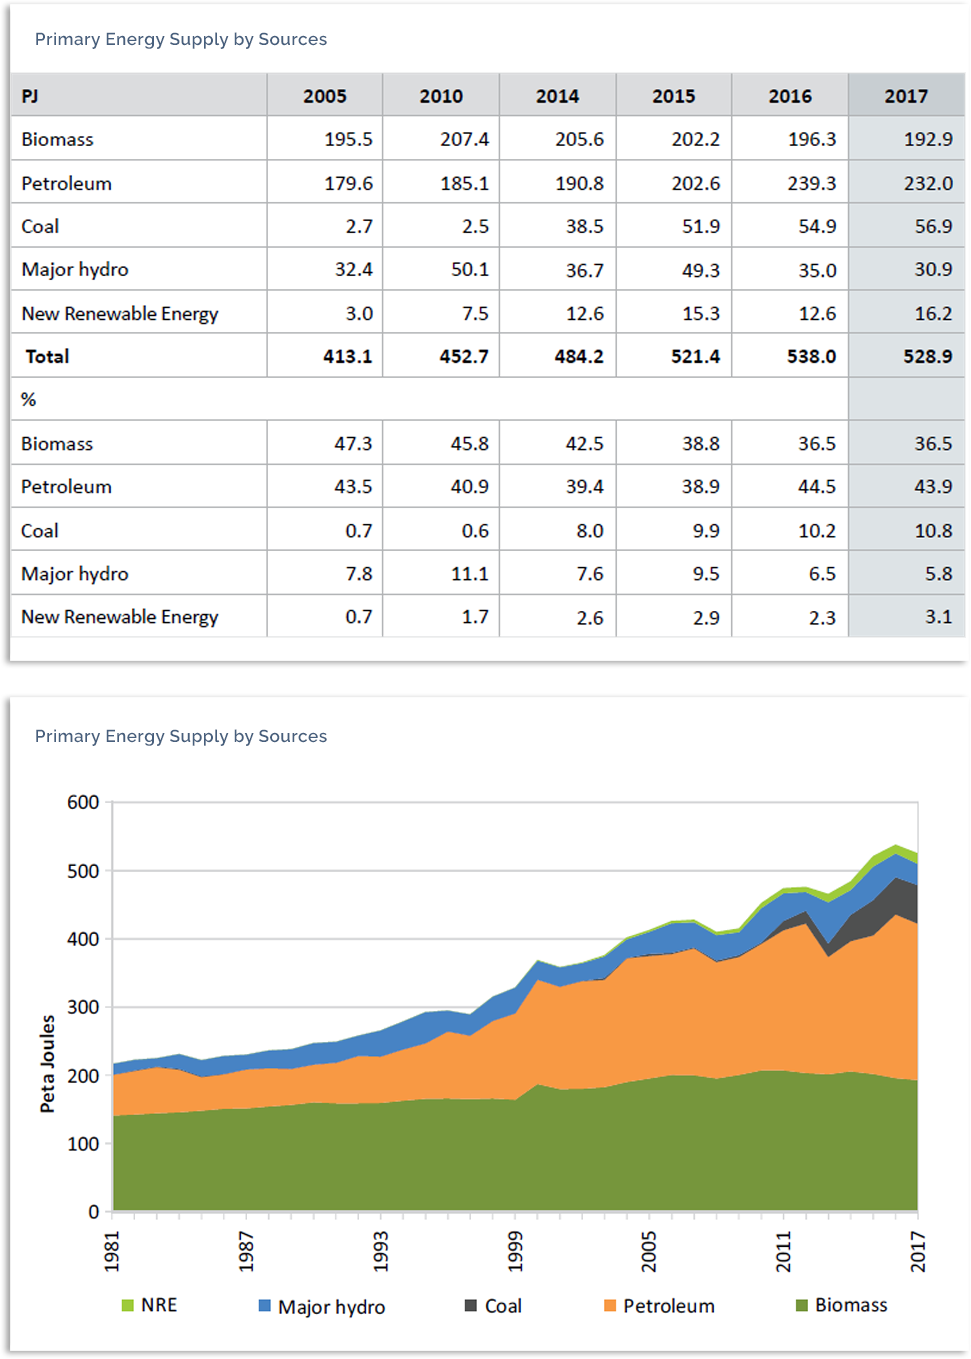 Primary Energy Supply by Sources
PJ 2005 2010 2014 2015 2016 2017
Biomass 195.5 207.4 205.6 202.2 196.3 192.9
Petroleum 179.6 185.1 190.8 202.6 239.3 232.0
Coal 2.7 2.5 38.5 51.9 54.9 56.9
Major hydro 32.4 50.1 36.7 49.3 35.0 30.9
New Renewable Energy 3.0 7.5 12.6 15.3 12.6 16.2
Total 413.1 452.7 484.2 521.4 538.0 528.9
%
Biomass 47.3 45.8 42.5 38.8 36.5 36.5
Petroleum 43.5 40.9 39.4 38.9 44.5 43.9
Coal 0.7 0.6 8.0 9.9 10.2 10.8
Major hydro 7.8 11.1 7.6 9.5 6.5 5.8
New Renewable Energy 0.7 1.7 2.6 2.9 2.3 3.1
Primary Energy Supply by Sources
Peta Joules
600
500
400
300
200
100
0
1981 1987 1993 1999 2005 2011 2017
NRE Major hydro Coal Petroleum Biomass